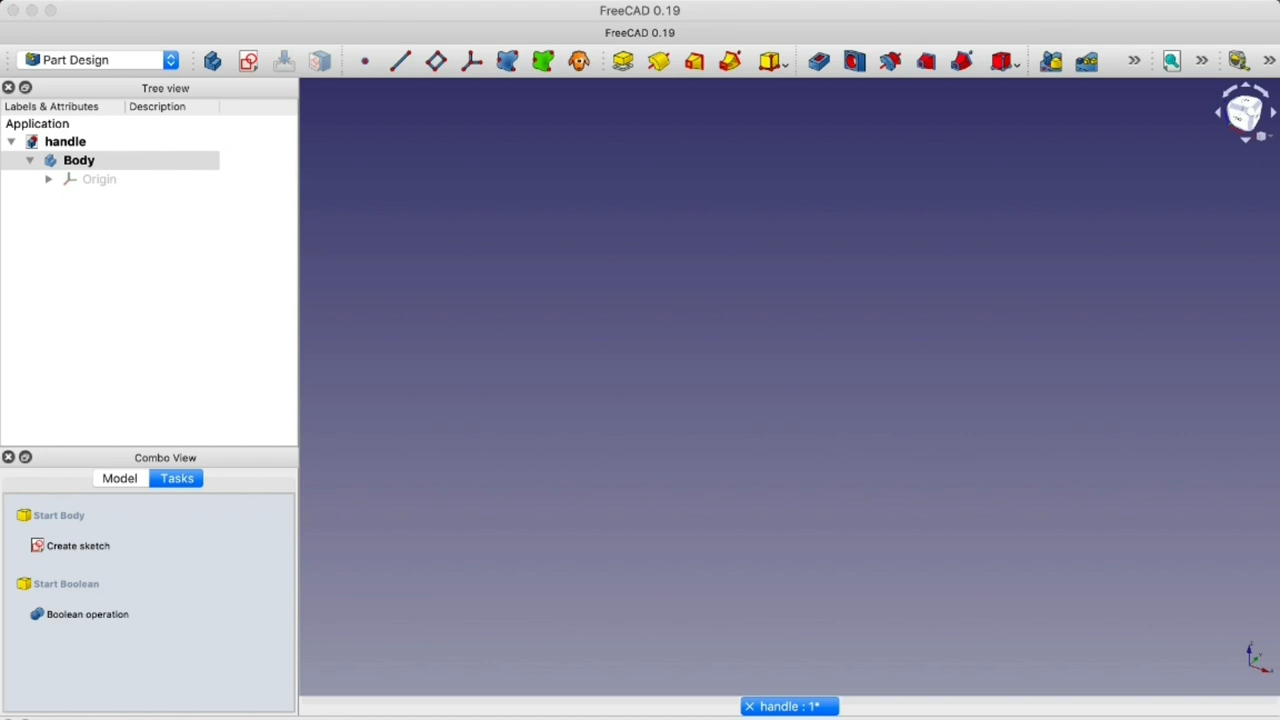 FreeCAD 0.19
FreeCAD 0.19
Part Design
Tree view
Labels & Attributes Description
Application
handle
Body
Origin
Combo View
Model Tasks
Start Body
Create sketch
Start Boolean
Boolean operation
handle : 1*